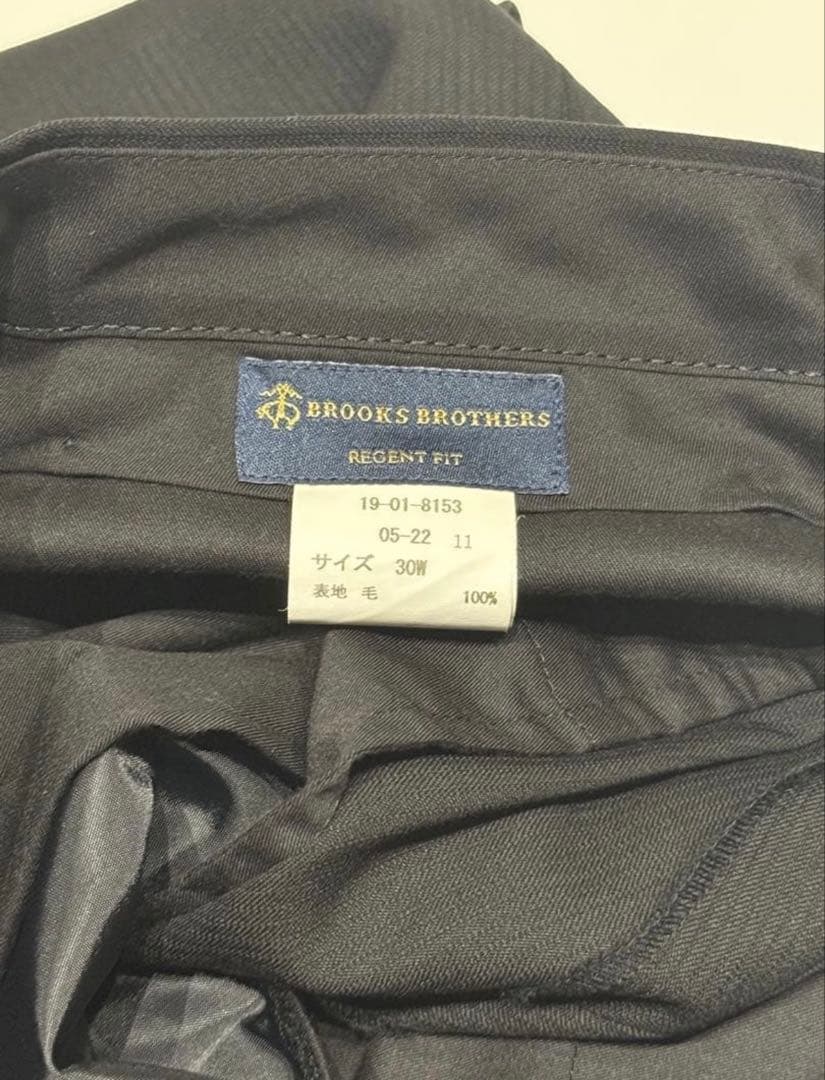 BROOKS BROTHERS
REGENT FIT
19-01-8153
05-22 11
サイズ 30W
表地 毛 100%